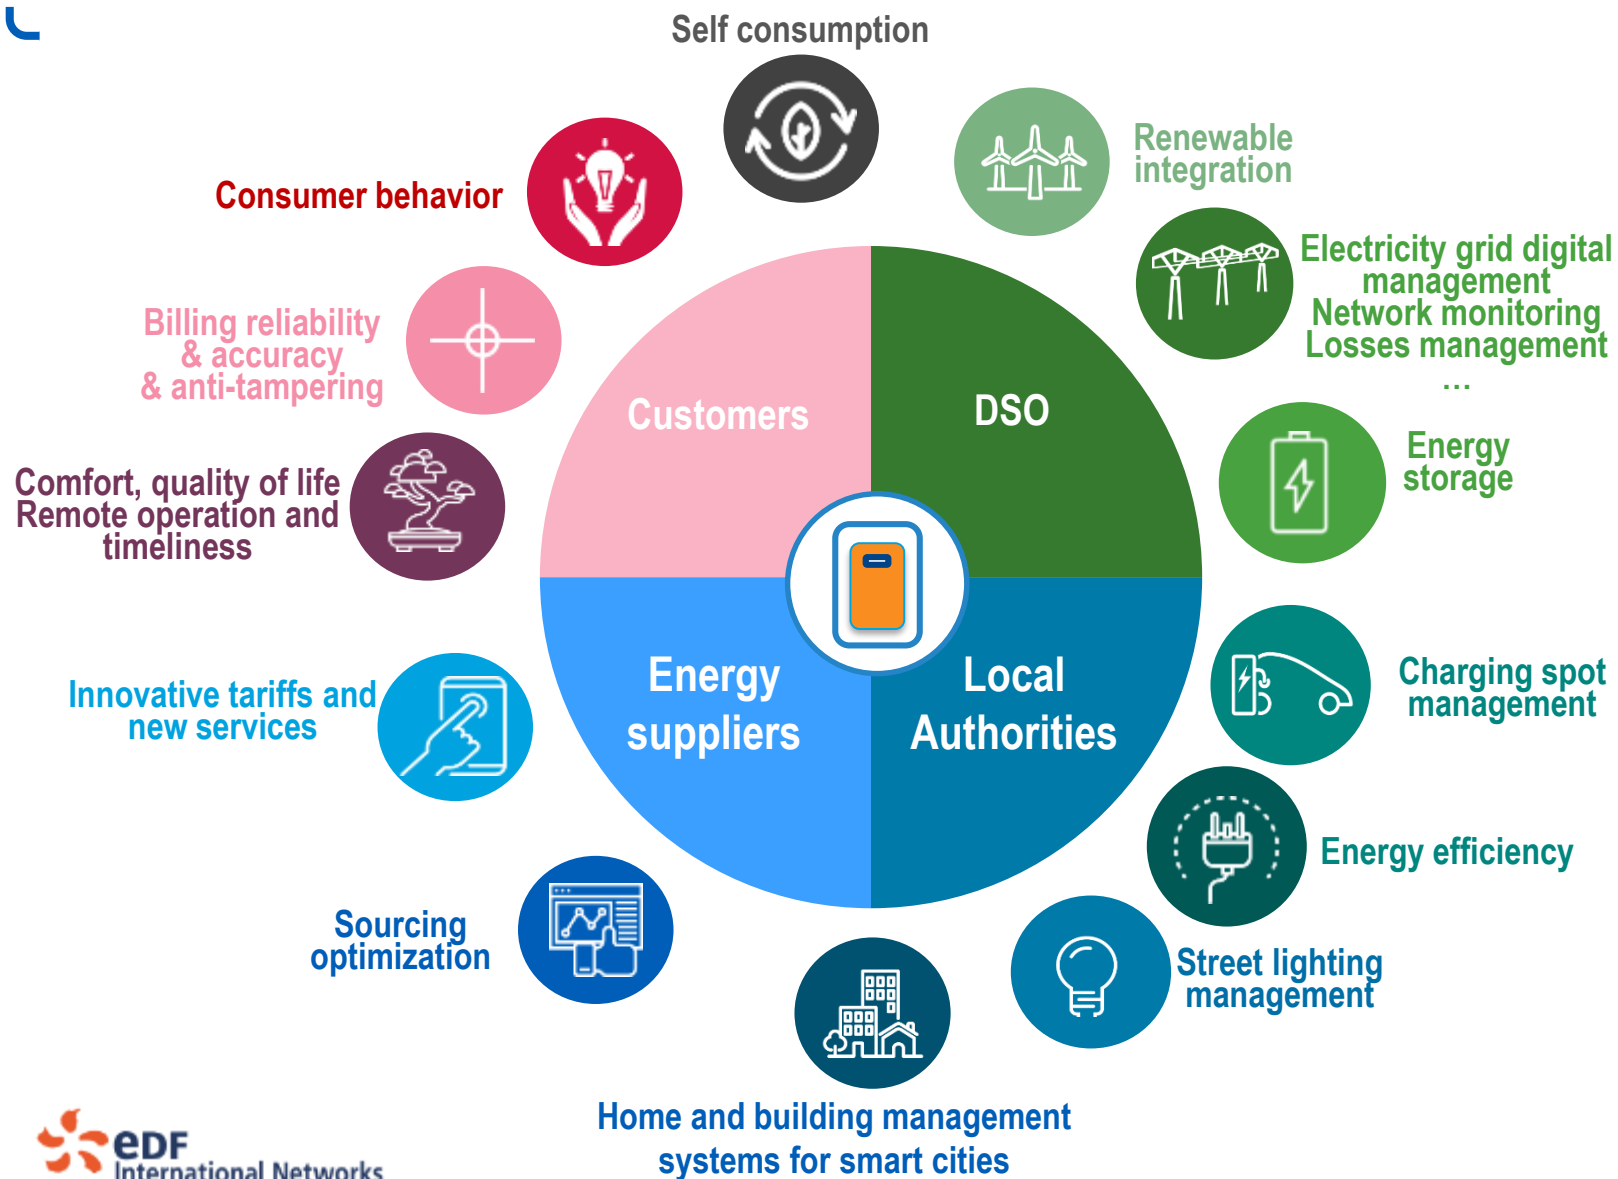 Self consumption
Renewable
integration
Consumer behavior
Electricity grid digital
management
Network monitoring
Losses management
...
Billing reliability
& accuracy
& anti-tampering
Customers
DSO
Energy
storage
Comfort, quality of life
Remote operation and
timeliness
Energy
suppliers
Local
Authorities
Charging spot
management
Innovative tariffs and
new services
Energy efficiency
Sourcing
optimization
Street lighting
management
Home and building management
systems for smart cities
eDF
International Networks